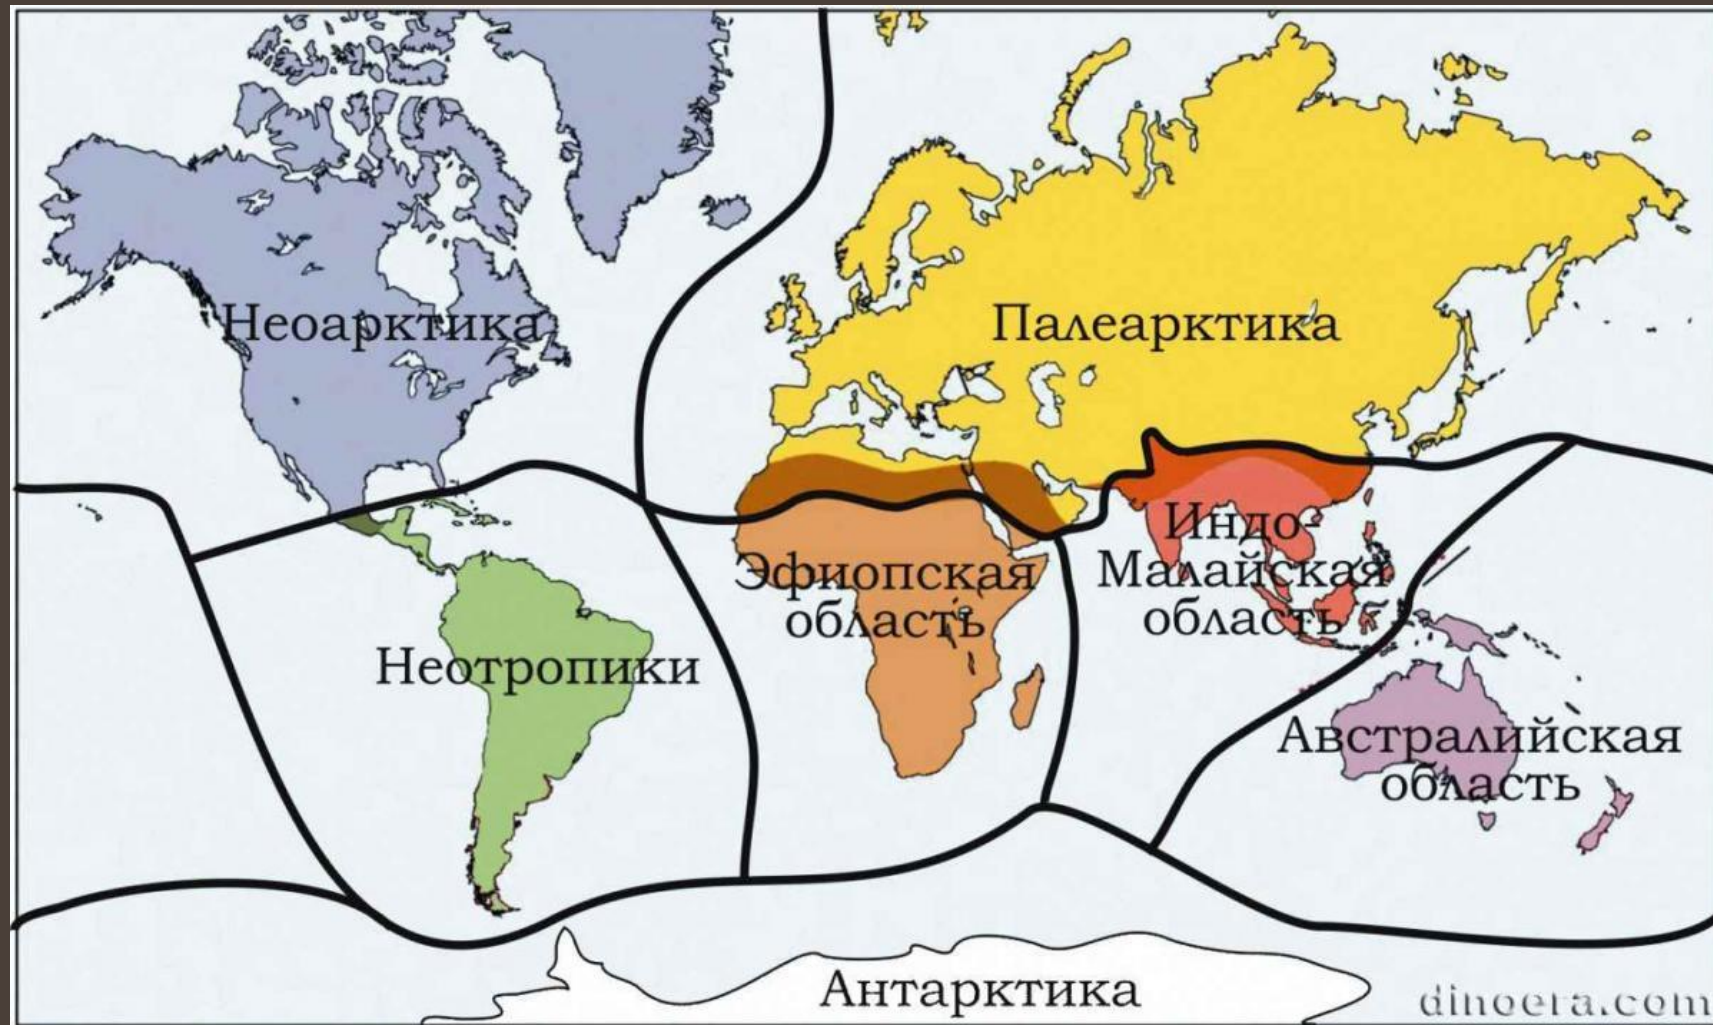 Неоарктика
Палеарктика
Эфиопская
область
Индо-
Малайская
область
Неотропики
Австралийская
область
Антарктика
dinoera.com